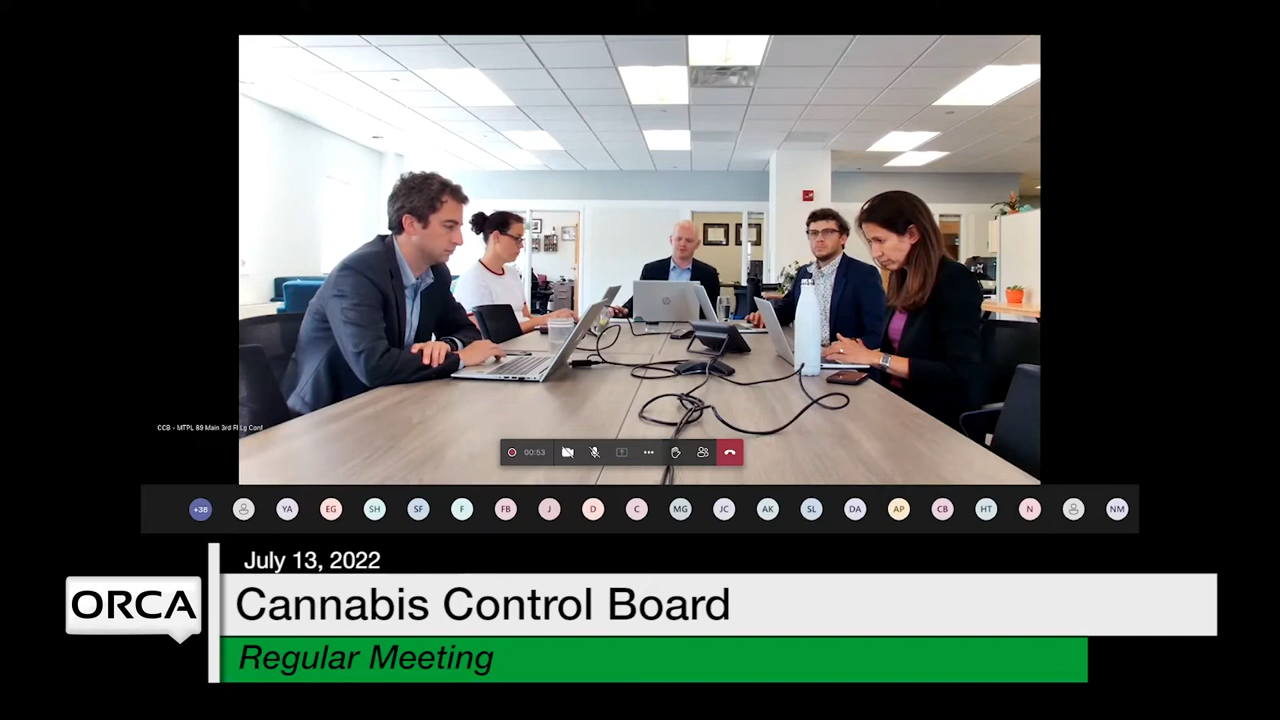 CCB - MTPL 89 Main 3rd Fl Lg Conf
00:53
+38
YA
EG
SH
SF
F
FB
J
D
C
MG
JC
AK
SL
DA
AP
CB
HT
N
NM
July 13, 2022
ORCA
Cannabis Control Board
Regular Meeting